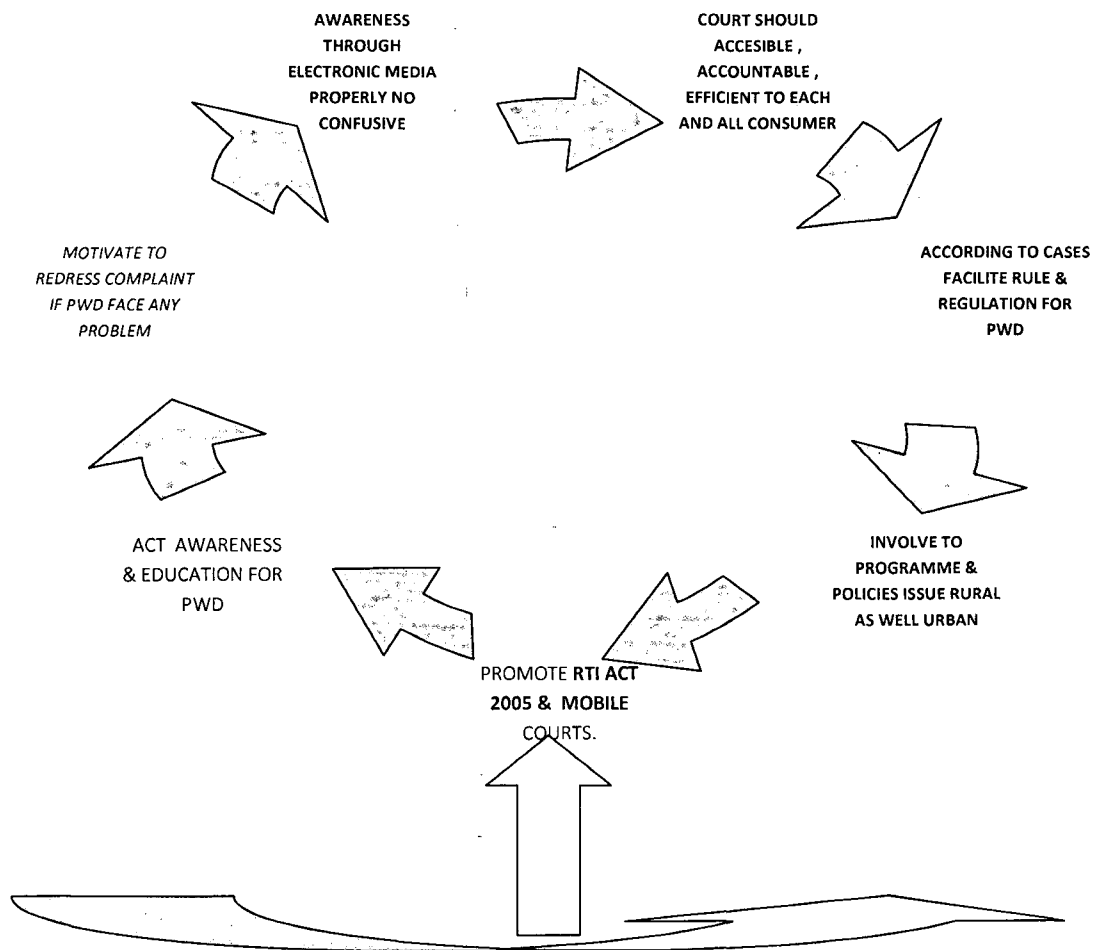 AWARENESS
THROUGH
ELECTRONIC MEDIA
PROPERLY NO
CONFUSIVE
COURT SHOULD
ACCESIBLE ,
ACCOUNTABLE ,
EFFICIENT TO EACH
AND ALL CONSUMER
ACCORDING TO CASES
FACILITE RULE &
REGULATION FOR
PWD
INVOLVE TO
PROGRAMME &
POLICIES ISSUE RURAL
AS WELL URBAN
PROMOTE RTI ACT
2005 & MOBILE
COURTS.
ACT AWARENESS
& EDUCATION FOR
PWD
MOTIVATE TO
REDRESS COMPLAINT
IF PWD FACE ANY
PROBLEM